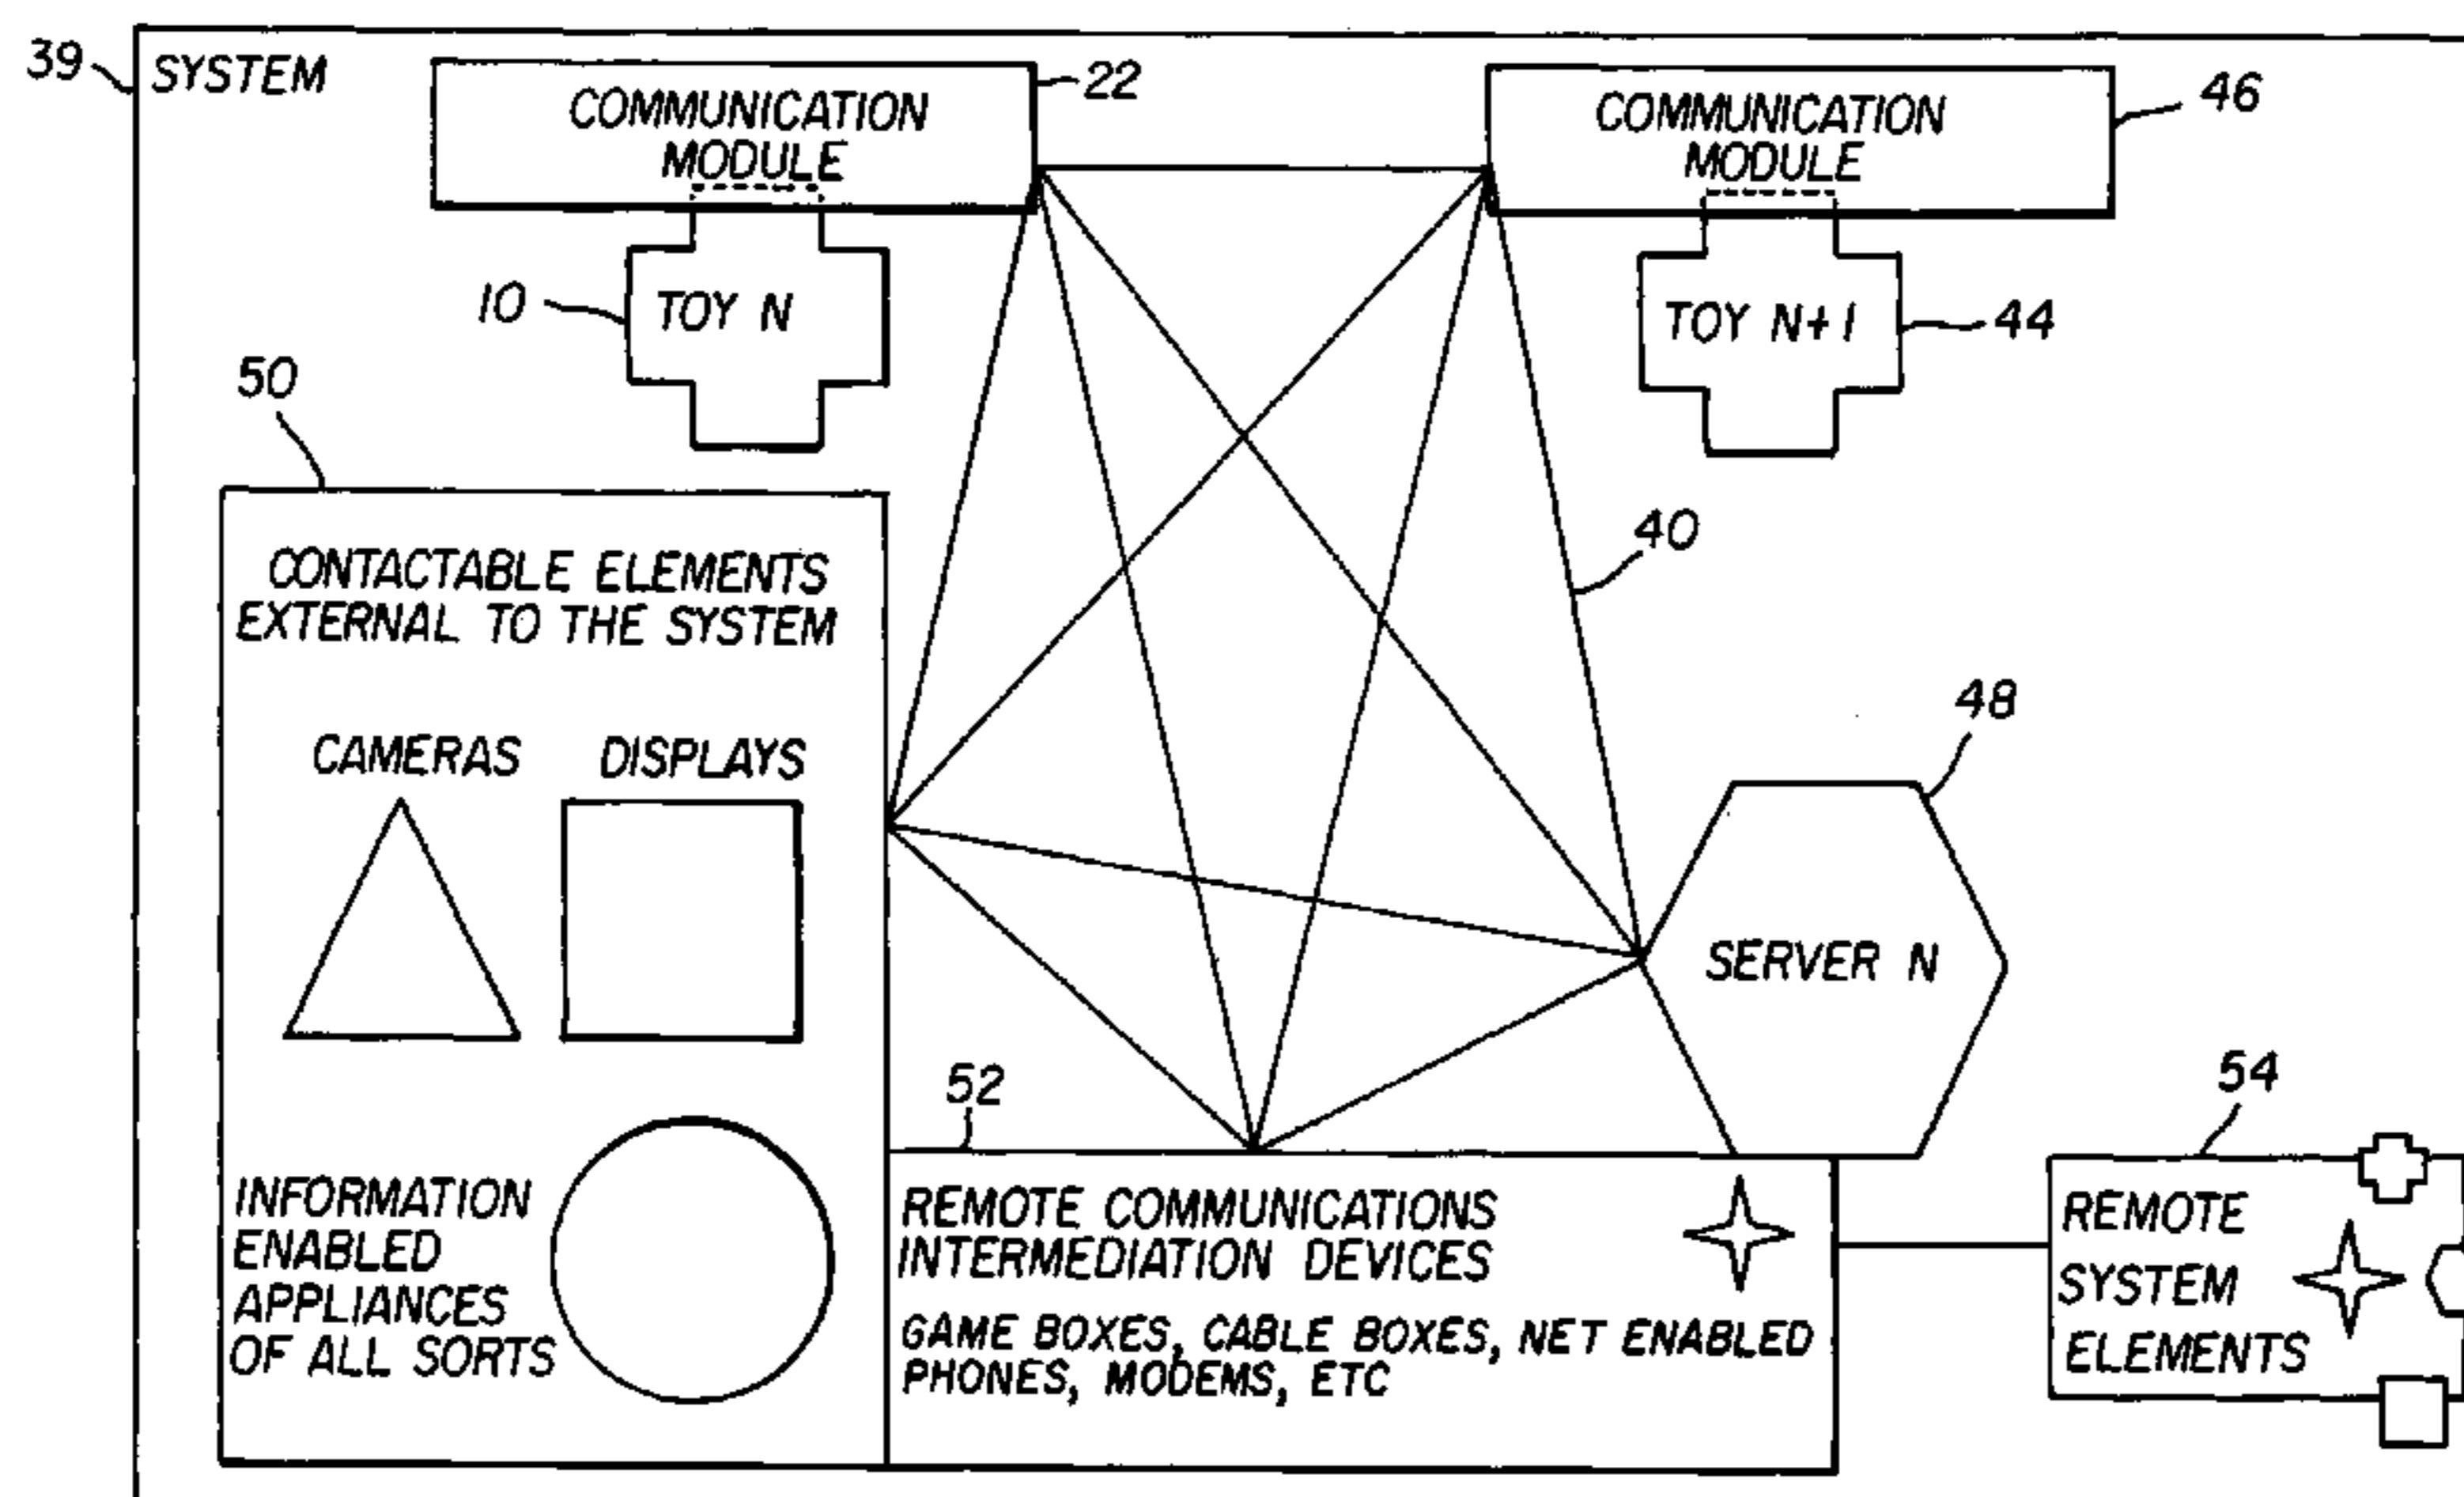 39
SYSTEM
COMMUNICATION
MODULE
22
COMMUNICATION
MODULE
46
10
TOY N
TOY N+1
44
50
40
CONTACTABLE ELEMENTS
EXTERNAL TO THE SYSTEM
48
CAMERAS
DISPLAYS
SERVER N
52
54
INFORMATION
ENABLED
APPLIANCES
OF ALL SORTS
REMOTE COMMUNICATIONS
INTERMEDIATION DEVICES
GAME BOXES, CABLE BOXES, NET ENABLED
PHONES, MODEMS, ETC
REMOTE
SYSTEM
ELEMENTS